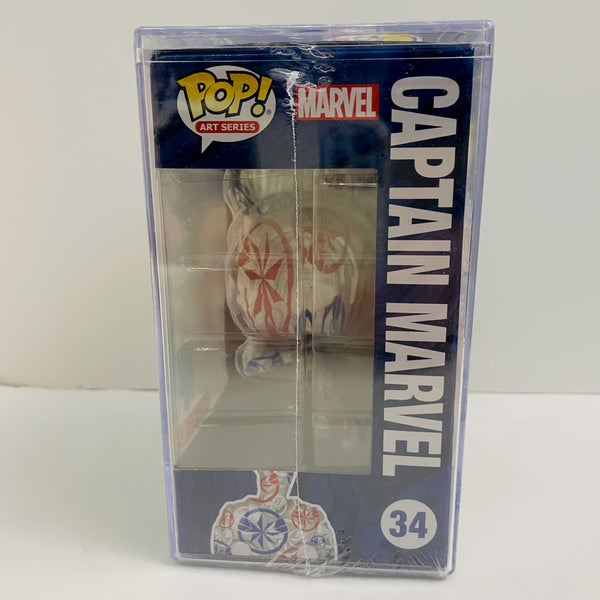 POP!
ART SERIES
MARVEL
CAPTAIN MARVEL
34